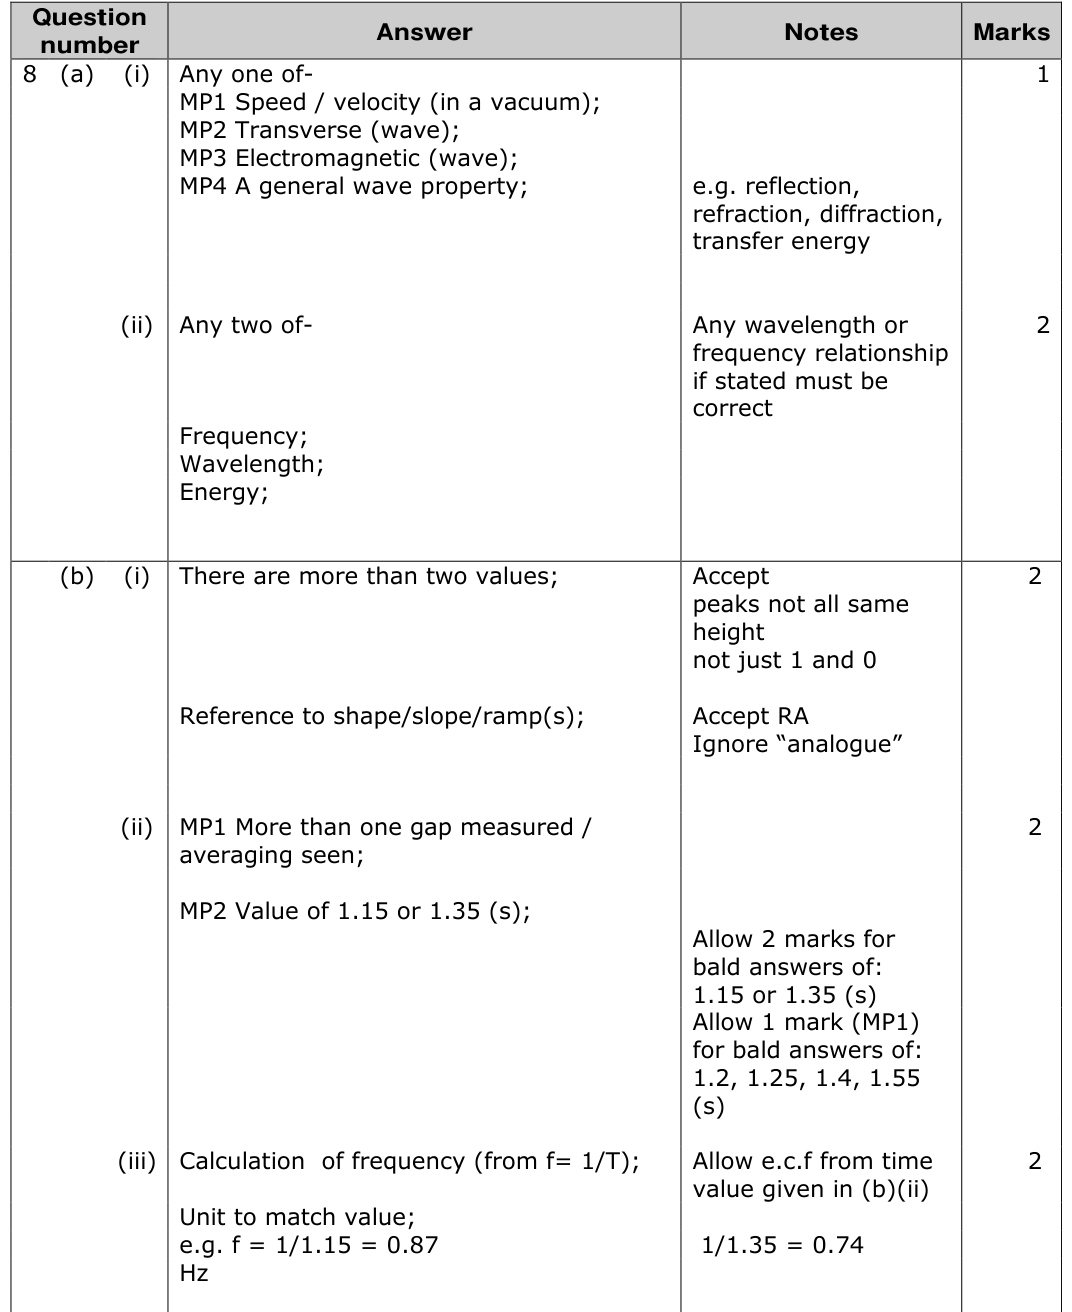 Question number Answer Notes Marks
8 (a) (i) Any one of- 1
MP1 Speed / velocity (in a vacuum);
MP2 Transverse (wave);
MP3 Electromagnetic (wave);
MP4 A general wave property; e.g. reflection,
refraction, diffraction,
transfer energy
(ii) Any two of- Any wavelength or 2
frequency relationship
if stated must be
correct
Frequency;
Wavelength;
Energy;
(b) (i) There are more than two values; Accept 2
peaks not all same
height
not just 1 and 0
Reference to shape/slope/ramp(s); Accept RA
Ignore “analogue”
(ii) MP1 More than one gap measured / 2
averaging seen;
MP2 Value of 1.15 or 1.35 (s);
Allow 2 marks for
bald answers of:
1.15 or 1.35 (s)
Allow 1 mark (MP1)
for bald answers of:
1.2, 1.25, 1.4, 1.55
(s)
(iii) Calculation of frequency (from f= 1/T); Allow e.c.f from time 2
value given in (b)(ii)
Unit to match value;
e.g. f = 1/1.15 = 0.87 1/1.35 = 0.74
Hz